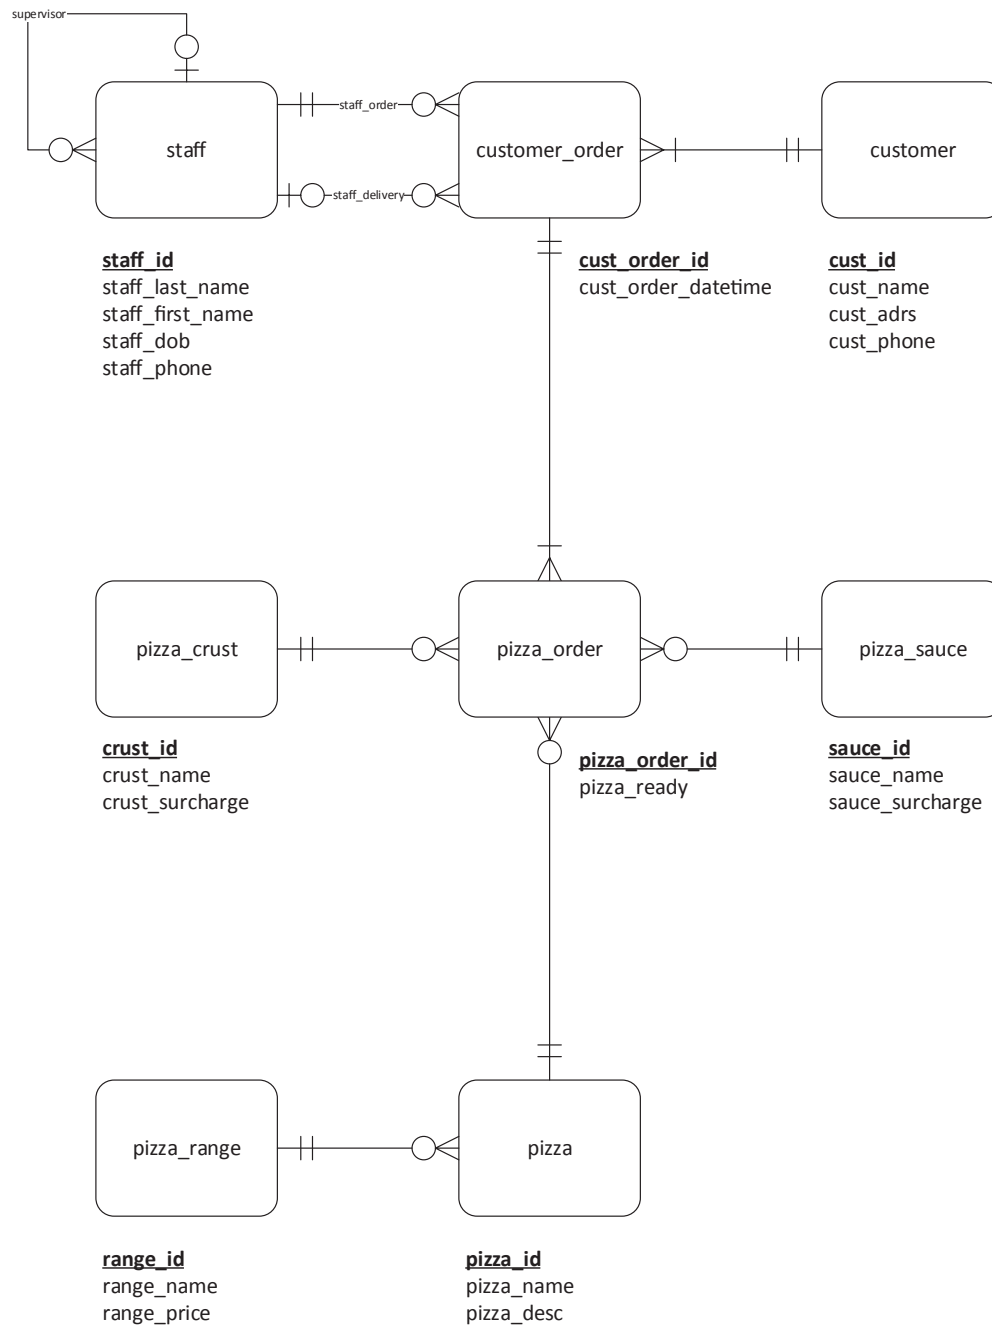 supervisor
staff
staff_order
staff_delivery
customer_order
customer
staff_id
staff_last_name
staff_first_name
staff_dob
staff_phone
cust_order_id
cust_order_datetime
cust_id
cust_name
cust_adrs
cust_phone
pizza_crust
pizza_order
pizza_sauce
crust_id
crust_name
crust_surcharge
pizza_order_id
pizza_ready
sauce_id
sauce_name
sauce_surcharge
pizza_range
pizza
range_id
range_name
range_price
pizza_id
pizza_name
pizza_desc